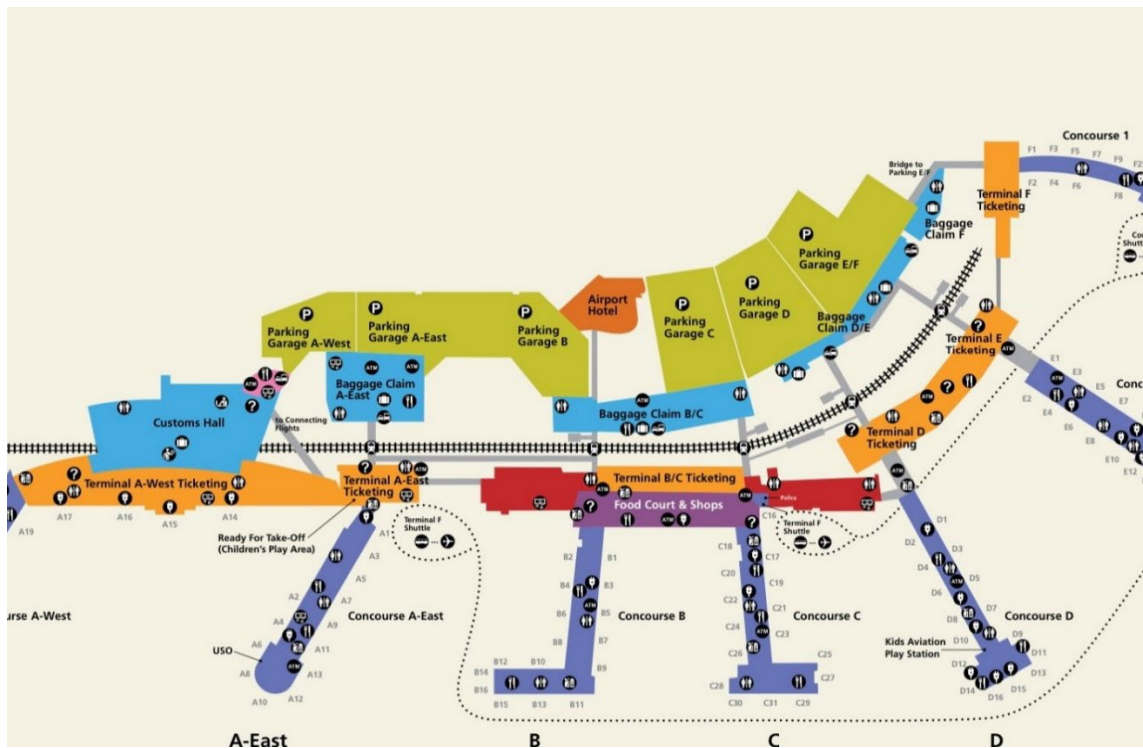 Concourse 1
F1
F3
F5
F7
F9
F2
F4
F6
F8
Bridge to
Parking E/F
Terminal F
Ticketing
Baggage
Claim F
Parking
Garage E/F
Parking
Garage D
Parking
Garage C
Airport
Hotel
Parking
Garage B
Parking
Garage A-East
Parking
Garage A-West
Baggage
Claim D/E
Terminal E
Ticketing
ATM
E1
E3
E5
E7
E2
E4
E6
E8
E10
E12
Baggage Claim
A-East
Baggage Claim B/C
Customs Hall
to Connecting
Flights
Terminal D
Ticketing
Terminal A-West Ticketing
Terminal A-East
Ticketing
Terminal B/C Ticketing
Food Court & Shops
Police
Terminal F
Shuttle
Terminal F
Shuttle
Ready For Take-Off
(Children's Play Area)
A19
A17
A16
A15
A14
A1
A3
A5
A2
A7
A4
A9
A6
A11
A8
A13
A10
A12
USO
Concourse A-East
B1
B2
B3
B4
B5
B6
B7
B8
B9
B12
B10
B14
B16
B15
B13
B11
Concourse B
C16
C18
C17
C20
C19
C22
C21
C24
C23
C26
C25
C27
C28
C30
C31
C29
Concourse C
D1
D2
D3
D4
D5
D6
D7
D8
D10
D9
D11
D12
D13
D14
D15
D16
Concourse D
Kids Aviation
Play Station
A-East
B
C
D